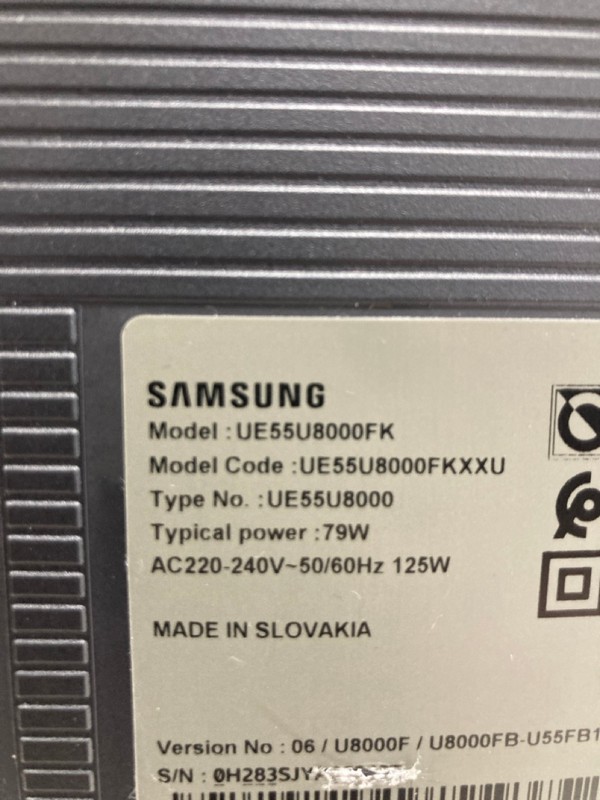 SAMSUNG
Model : UE55U8000FK
Model Code :UE55U8000FKXXU
Type No. :UE55U8000
Typical power :79W
AC220-240V~50/60Hz 125W
MADE IN SLOVAKIA
Version No : 06 / U8000F / U8000FB-U55FB1
S/N : 0H283SJY